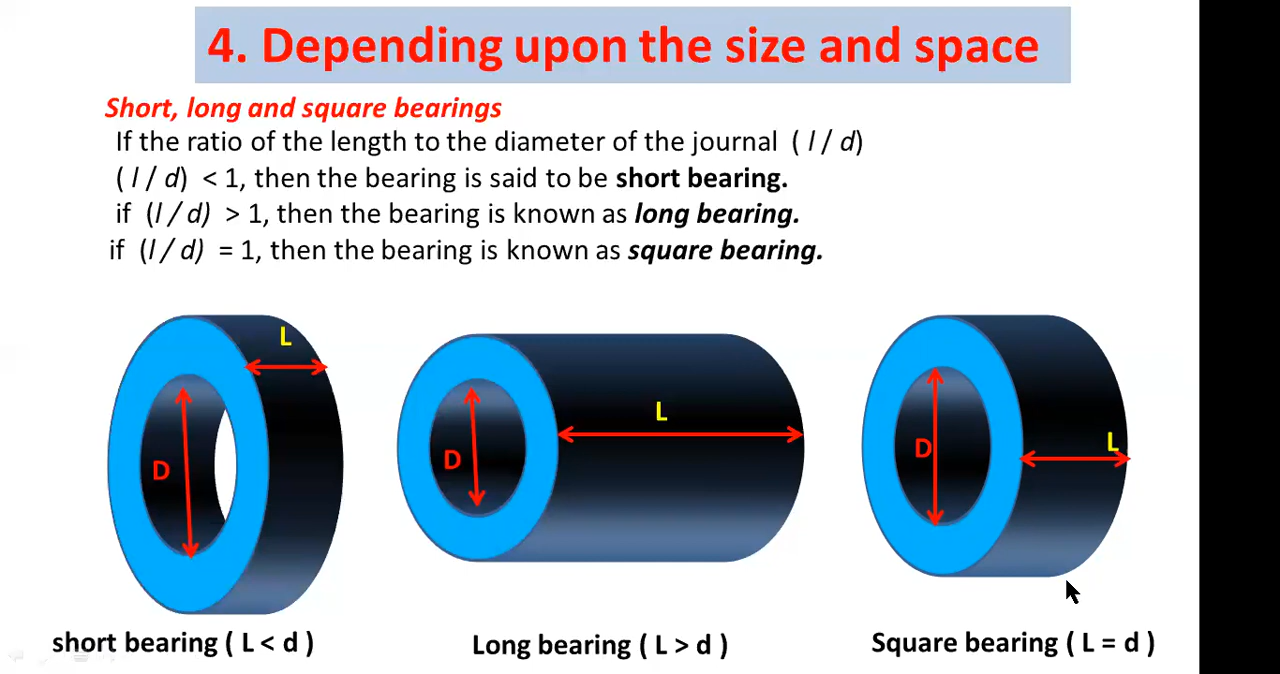 4. Depending upon the size and space
Short, long and square bearings
If the ratio of the length to the diameter of the journal ( l / d)
( l / d) < 1, then the bearing is said to be short bearing.
if (l / d) > 1, then the bearing is known as long bearing.
if (l / d) = 1, then the bearing is known as square bearing.
L
D
L
D
L
D
short bearing ( L < d )
Long bearing ( L > d )
Square bearing ( L = d )